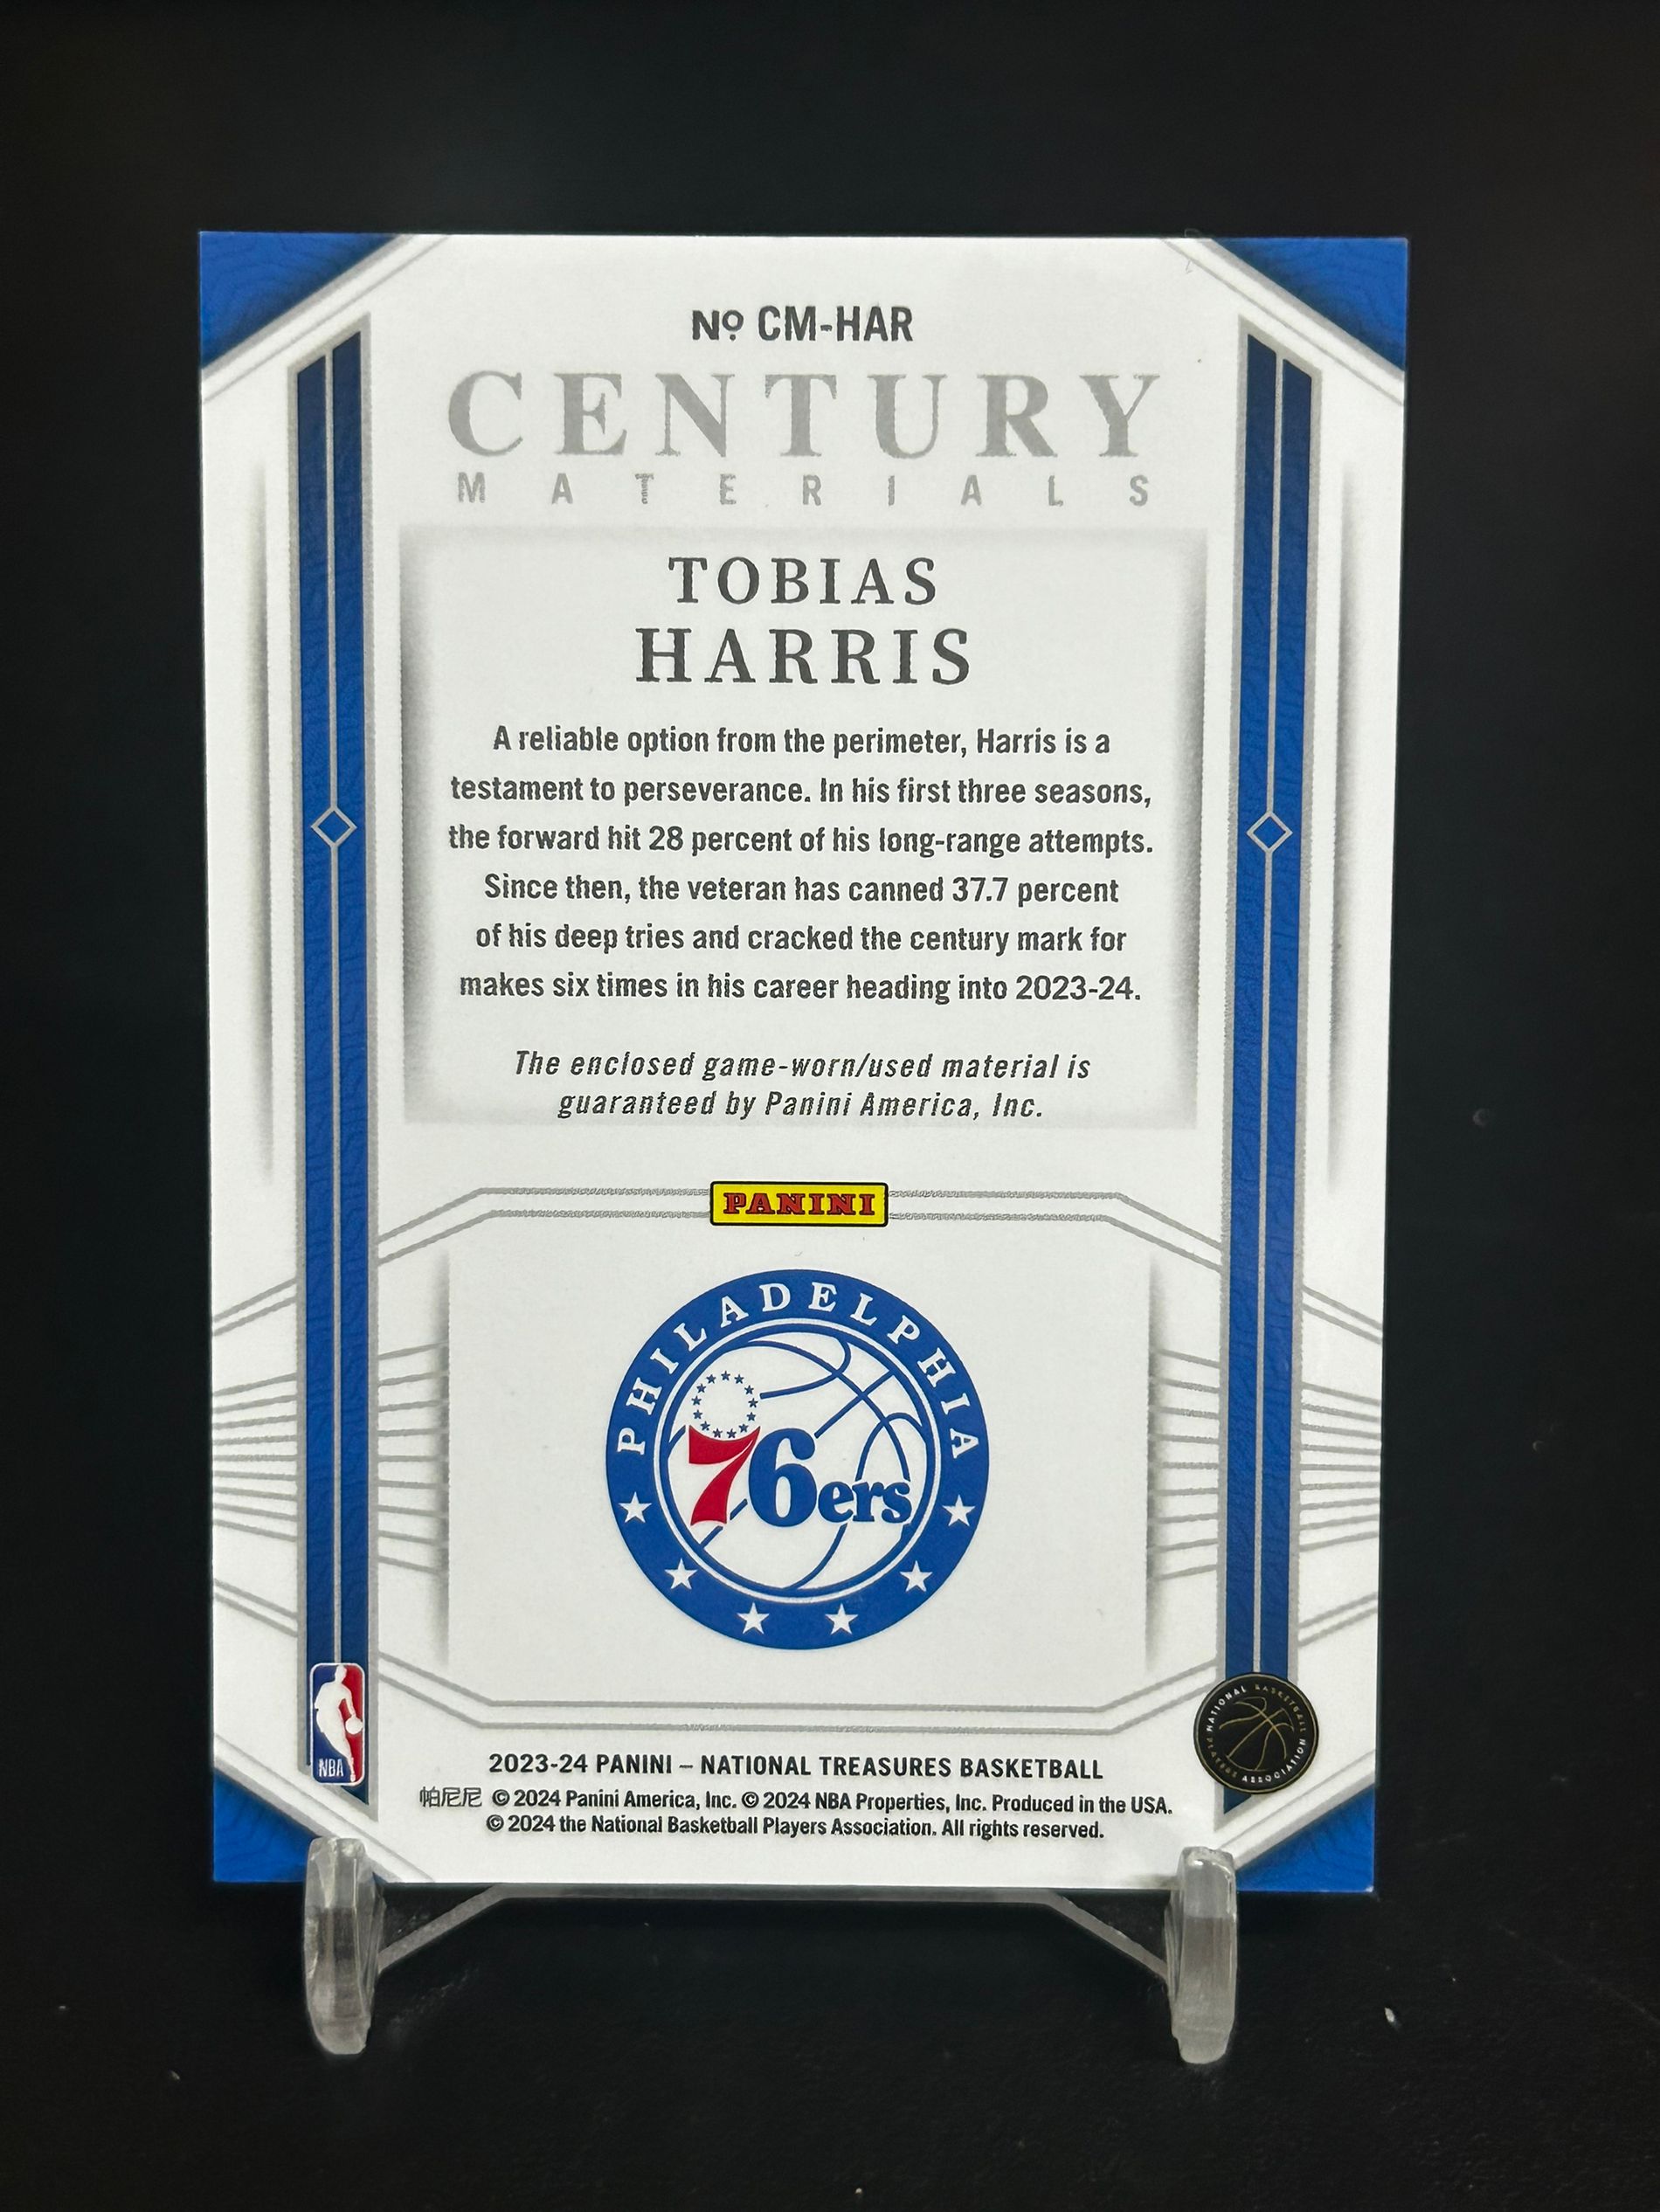 Nº CM-HAR
CENTURY
MATERIALS
TOBIAS
HARRIS
A reliable option from the perimeter, Harris is a
testament to perseverance. In his first three seasons,
the forward hit 28 percent of his long-range attempts.
Since then, the veteran has canned 37.7 percent
of his deep tries and cracked the century mark for
makes six times in his career heading into 2023-24.
The enclosed game-worn/used material is
guaranteed by Panini America, Inc.
PANINI
PHILADELPHIA
76ers
NBA
NATIONAL BASKETBALL
PLAYERS ASSOCIATION
2023-24 PANINI – NATIONAL TREASURES BASKETBALL
帕尼尼 © 2024 Panini America, Inc. © 2024 NBA Properties, Inc. Produced in the USA.
© 2024 the National Basketball Players Association. All rights reserved.